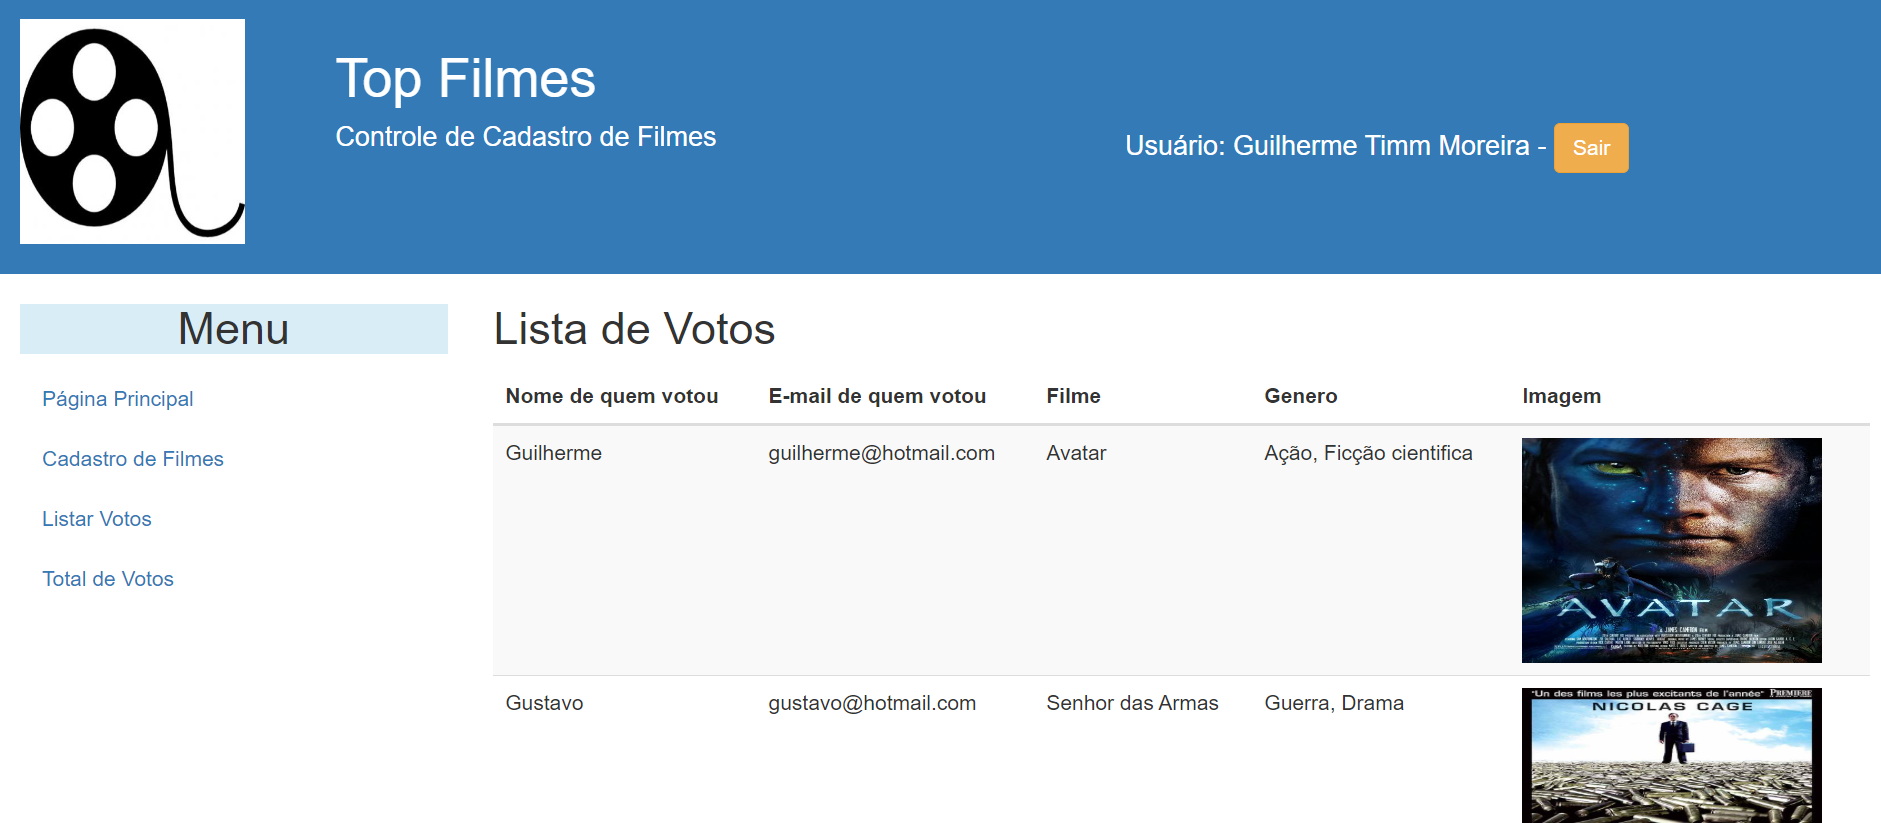 Top Filmes
Controle de Cadastro de Filmes
Usuário: Guilherme Timm Moreira - Sair
Menu
Página Principal
Cadastro de Filmes
Listar Votos
Total de Votos
Lista de Votos
Nome de quem votou E-mail de quem votou Filme Genero Imagem
Guilherme guilherme@hotmail.com Avatar Ação, Ficção cientifica
AVATAR
A JAMES CAMERON FILM
Gustavo gustavo@hotmail.com Senhor das Armas Guerra, Drama
"Un des films les plus excitants de l'année" PREMIERE
NICOLAS CAGE